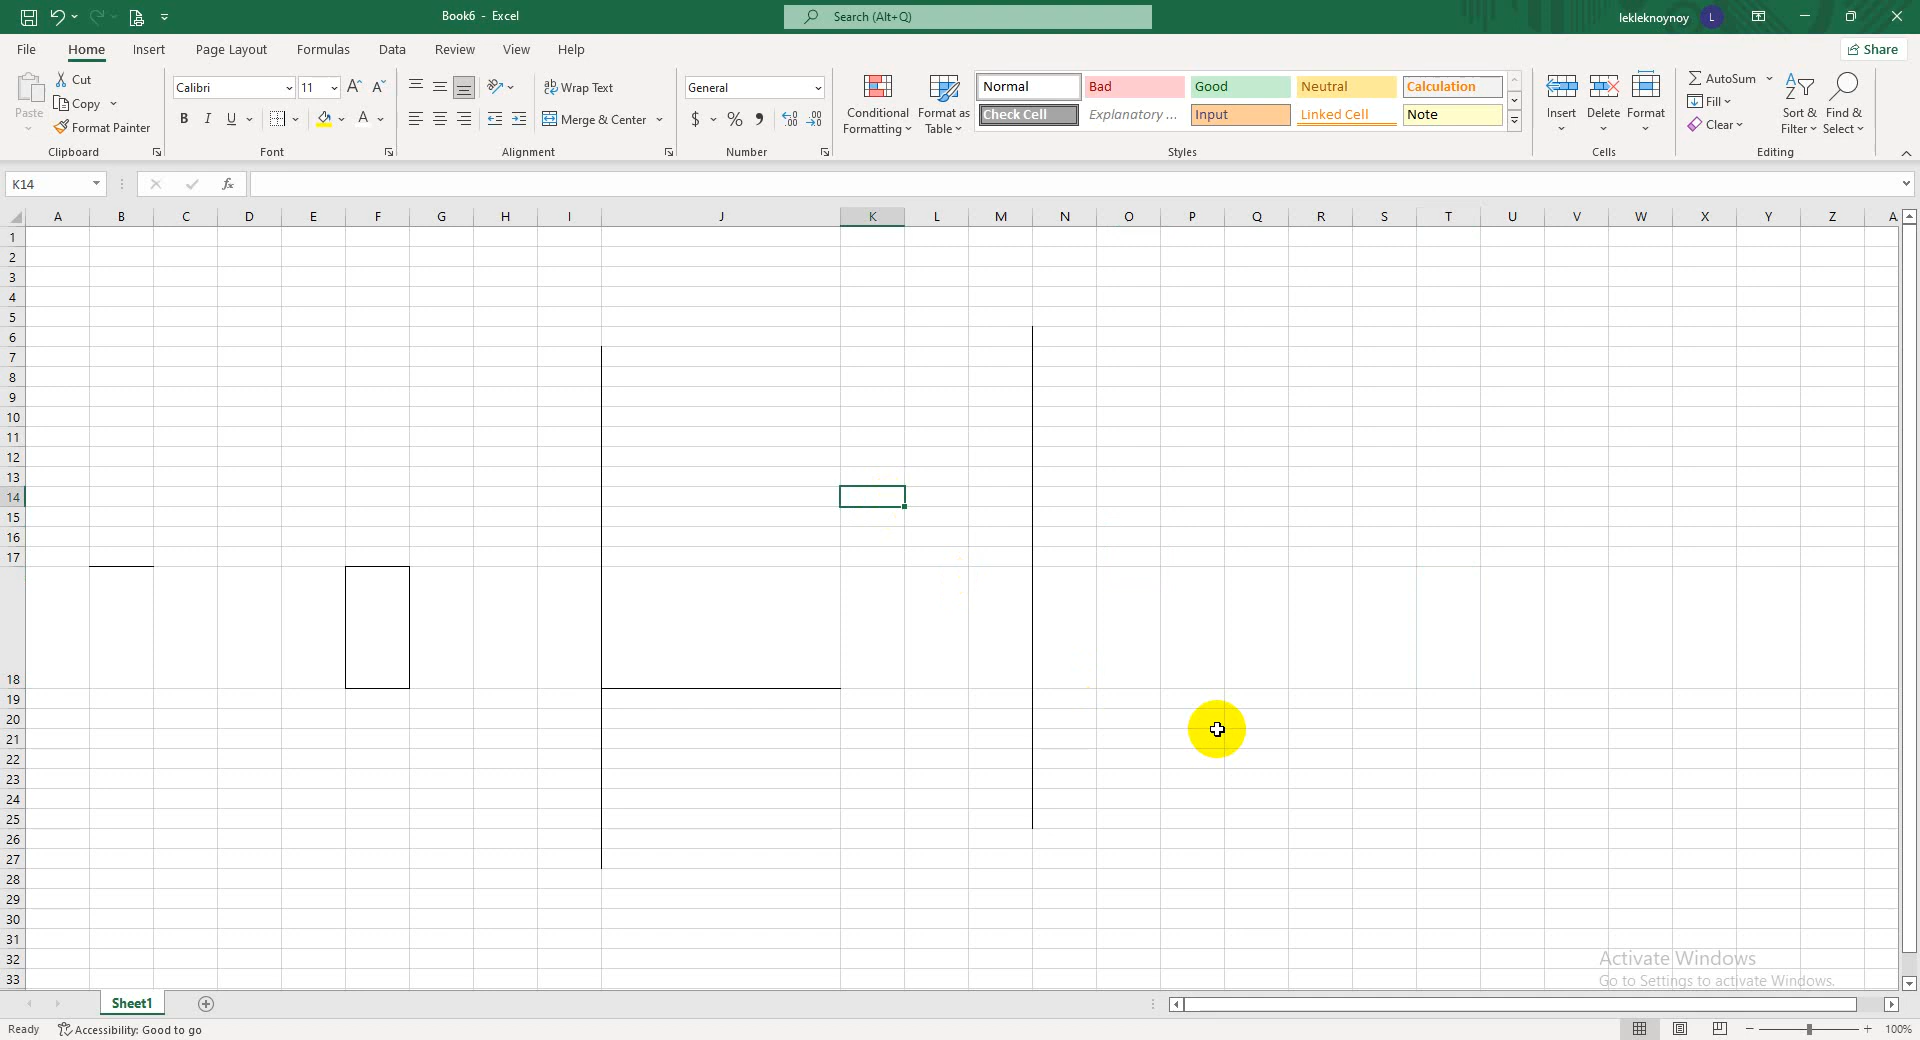 Book6 - Excel
Search (Alt+Q)
lekleknoynoy L
File Home Insert Page Layout Formulas Data Review View Help Share
Paste Cut
Copy
Format Painter
Clipboard
Calibri 11 A A
B I U A
Font
Wrap Text
Merge & Center
Alignment
General
$ % ,
Number
Conditional Formatting
Format as Table
Normal Bad Good Neutral Calculation
Check Cell Explanatory ... Input Linked Cell Note
Styles
Insert Delete Format
Cells
AutoSum
Fill
Clear
Sort & Filter
Find & Select
Editing
K14 fx
A B C D E F G H I J K L M N O P Q R S T U V W X Y Z A
1
2
3
4
5
6
7
8
9
10
11
12
13
14
15
16
17
18
19
20
21
22
23
24
25
26
27
28
29
30
31
32
33
Activate Windows
Go to Settings to activate Windows.
Sheet1
Ready Accessibility: Good to go 100%